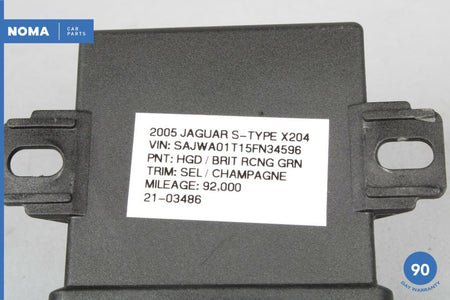 NOMA CAR PARTS
2005 JAGUAR S-TYPE X204
VIN: SAJWA01T15FN34596
PNT: HGD / BRIT RCNG GRN
TRIM: SEL / CHAMPAGNE
MILEAGE: 92,000
21-03486
90
DAY WARRANTY